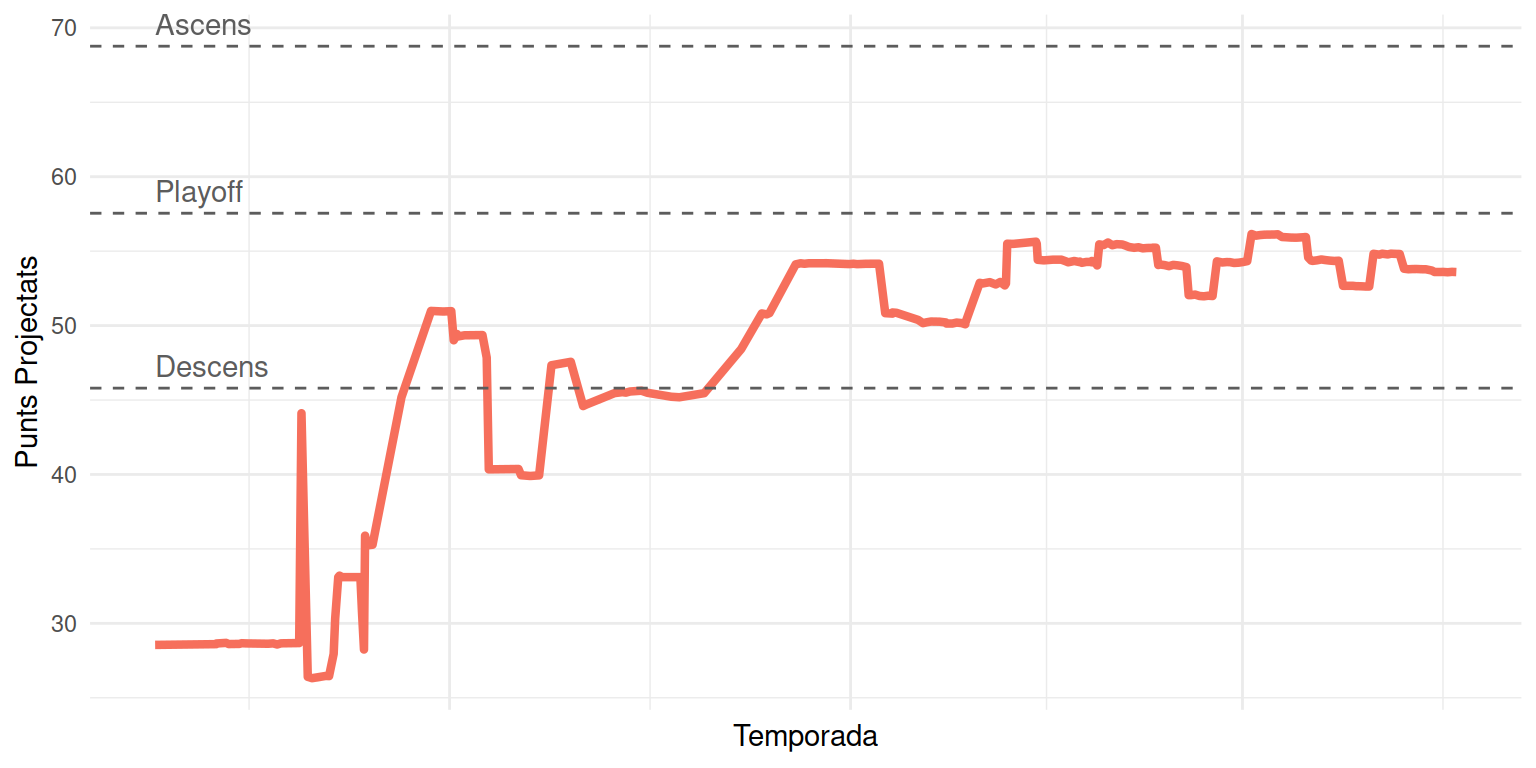 Ascens
70
Playoff
60
50
Descens
40
30
Punts Projectats
Temporada